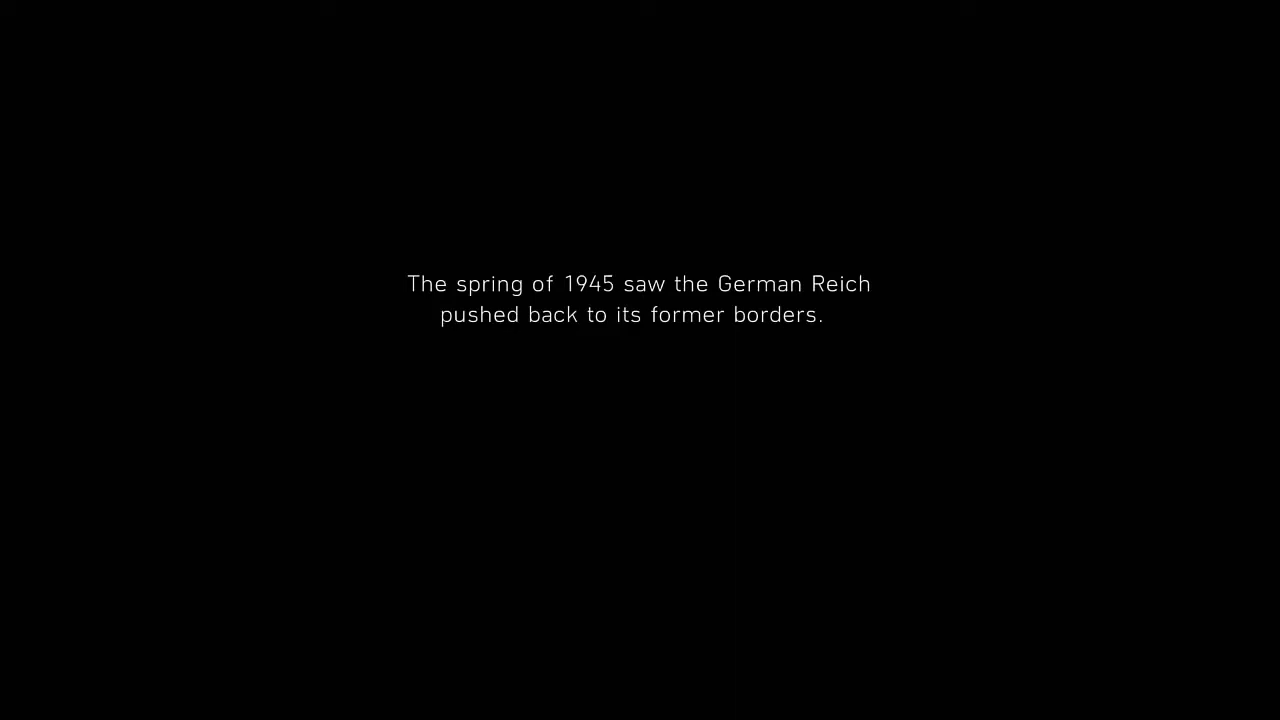 The spring of 1945 saw the German Reich
pushed back to its former borders.